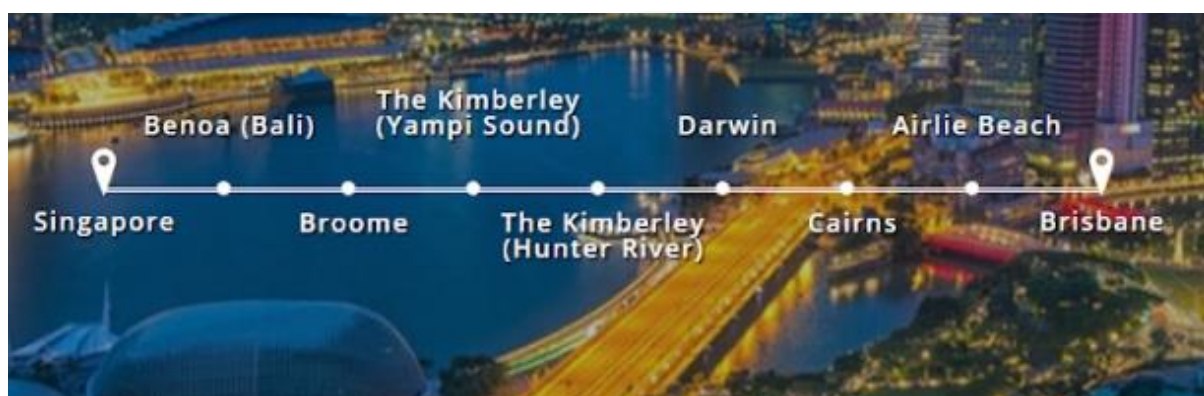 Singapore
Benoa (Bali)
Broome
The Kimberley
(Yampi Sound)
The Kimberley
(Hunter River)
Darwin
Cairns
Airlie Beach
Brisbane